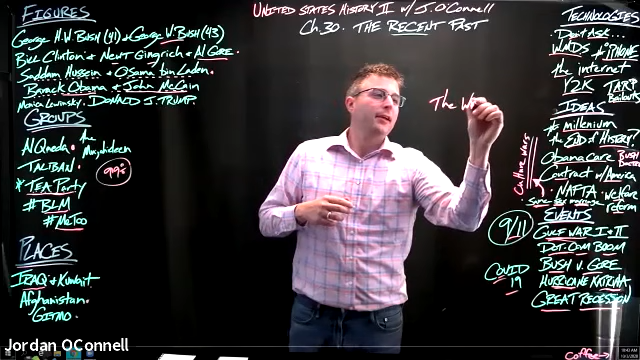 UNITED STATES HISTORY II w/ J. O'CONNELL
CH. 30. THE RECENT PAST
FIGURES
George H.W. BUSH (41) & George W. BUSH (43)
Bill Clinton & Newt Gingrich & Al GORE.
Saddam Hussein & Osama bin Laden.
Barack Obama & John McCain
Monica Lewinsky. DONALD J. TRUMP.
GROUPS
Al Qaeda. the Mujahideen
TALIBAN.
*TEA Party
#BLM
#MeToo
99%
PLACES
IRAQ & Kuwait
Afghanistan.
GITMO.
The W
TECHNOLOGIES
Don't Ask...
WMDs + iPHONE
the internet
Y2K TARP
Bailouts
IDEAS
millenium
the END of HISTORY?
Obamacare BUSH
Contract w/ America
NAFTA welfare
reform
same-sex marriage
Culture Wars
EVENTS
9/11
GULF WAR I & II
DOT.COM BOOM
BUSH v. GORE
HURRICANE KATRINA
GREAT RECESSION
COVID
19
coffee→
Jordan OConnell